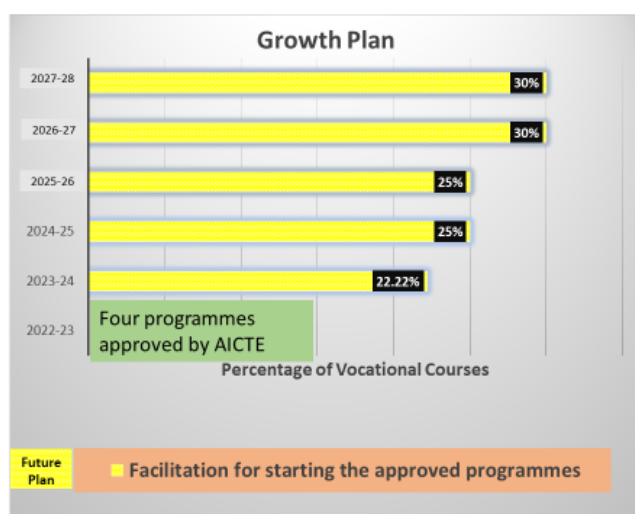 Growth Plan
2027-28
30%
2026-27
30%
2025-26
25%
2024-25
25%
2023-24
22.22%
2022-23
Four programmes
approved by AICTE
Percentage of Vocational Courses
Future
Plan
Facilitation for starting the approved programmes